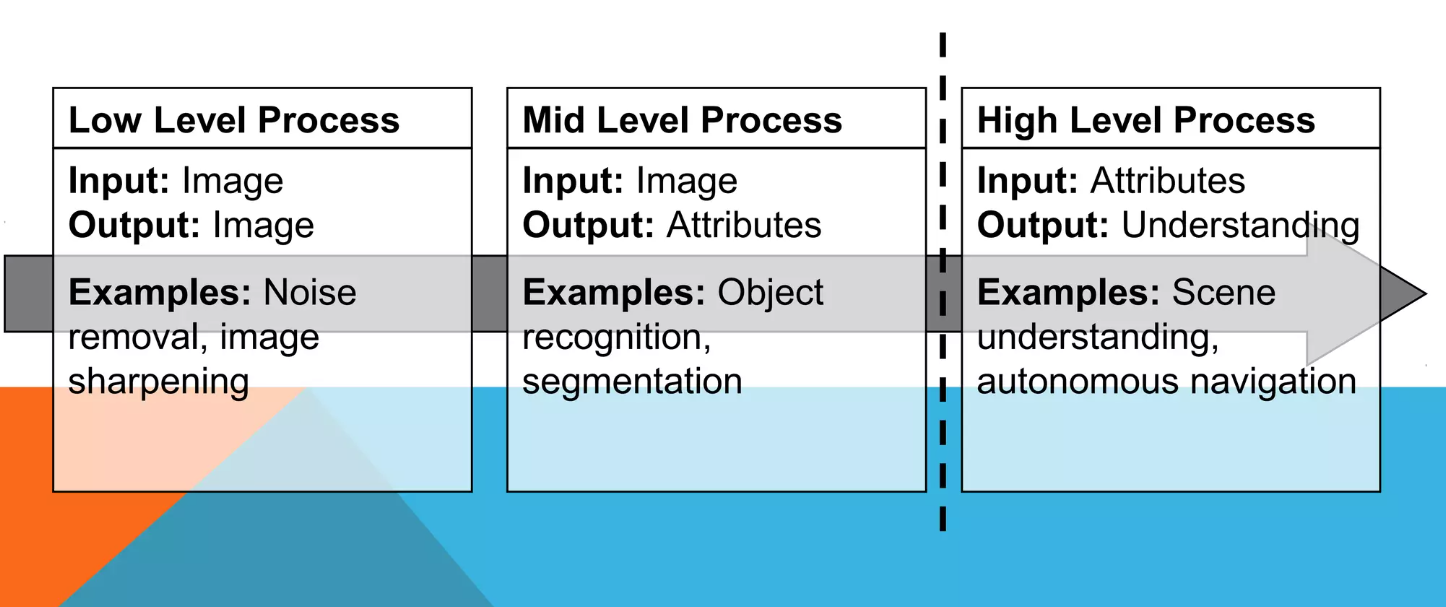 Low Level Process
Input: Image
Output: Image
Examples: Noise
removal, image
sharpening
Mid Level Process
Input: Image
Output: Attributes
Examples: Object
recognition,
segmentation
High Level Process
Input: Attributes
Output: Understanding
Examples: Scene
understanding,
autonomous navigation